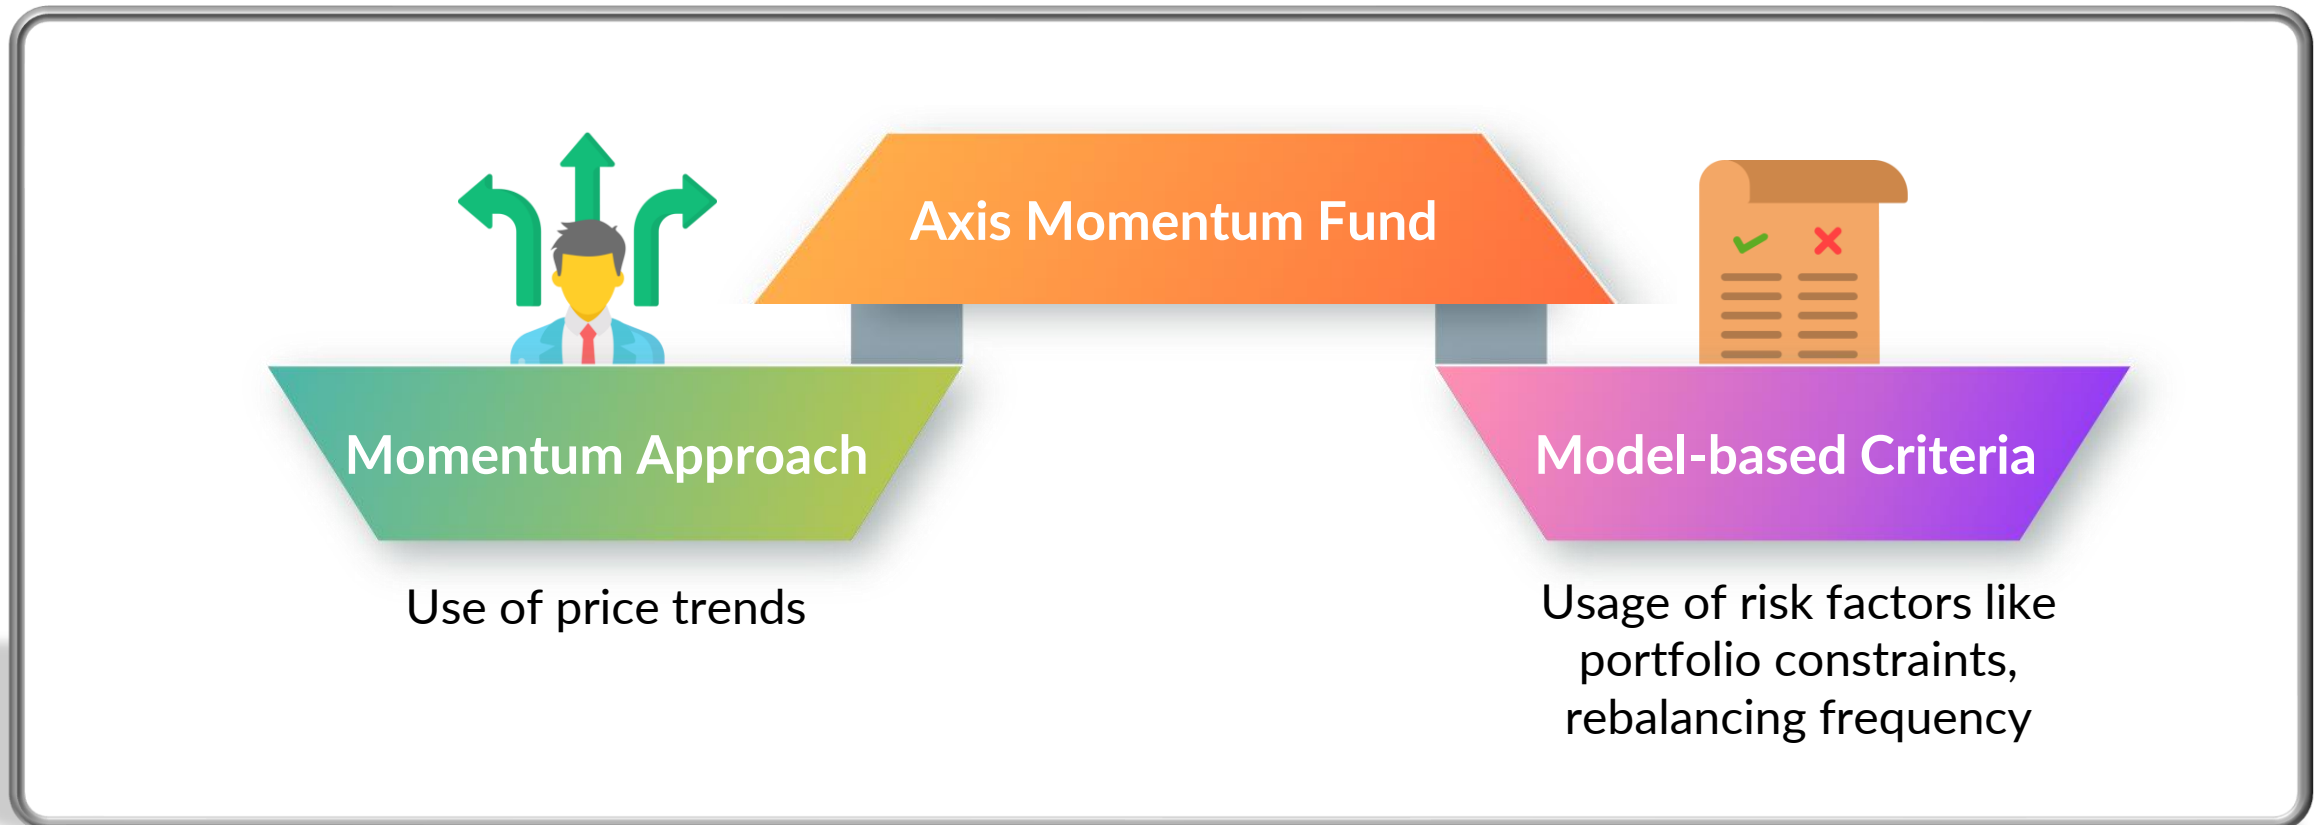 Axis Momentum Fund
Momentum Approach
Use of price trends
Model-based Criteria
Usage of risk factors like
portfolio constraints,
rebalancing frequency